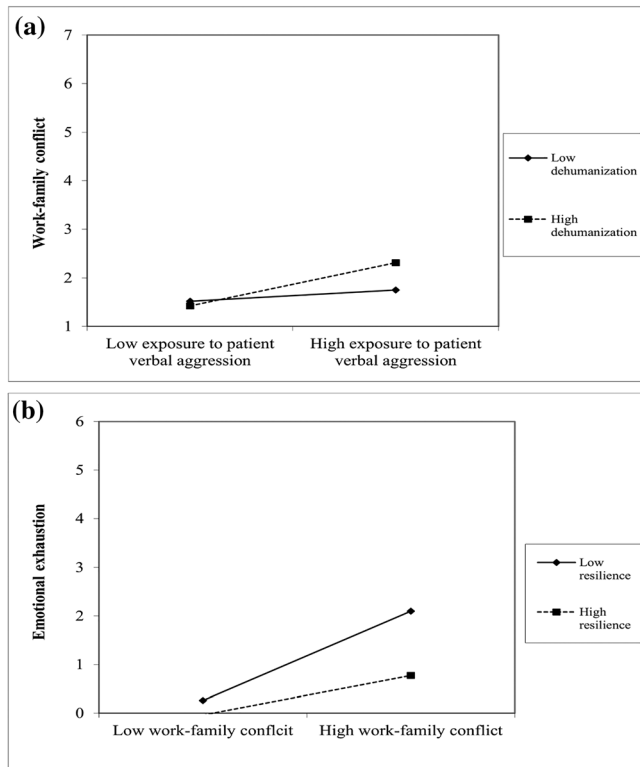 (a)
7
6
5
4
3
2
1
Work-family conflict
Low exposure to patient
verbal aggression
High exposure to patient
verbal aggression
Low
dehumanization
High
dehumanization
(b)
6
5
4
3
2
1
0
Emotional exhaustion
Low work-family conflcit
High work-family conflict
Low
resilience
High
resilience